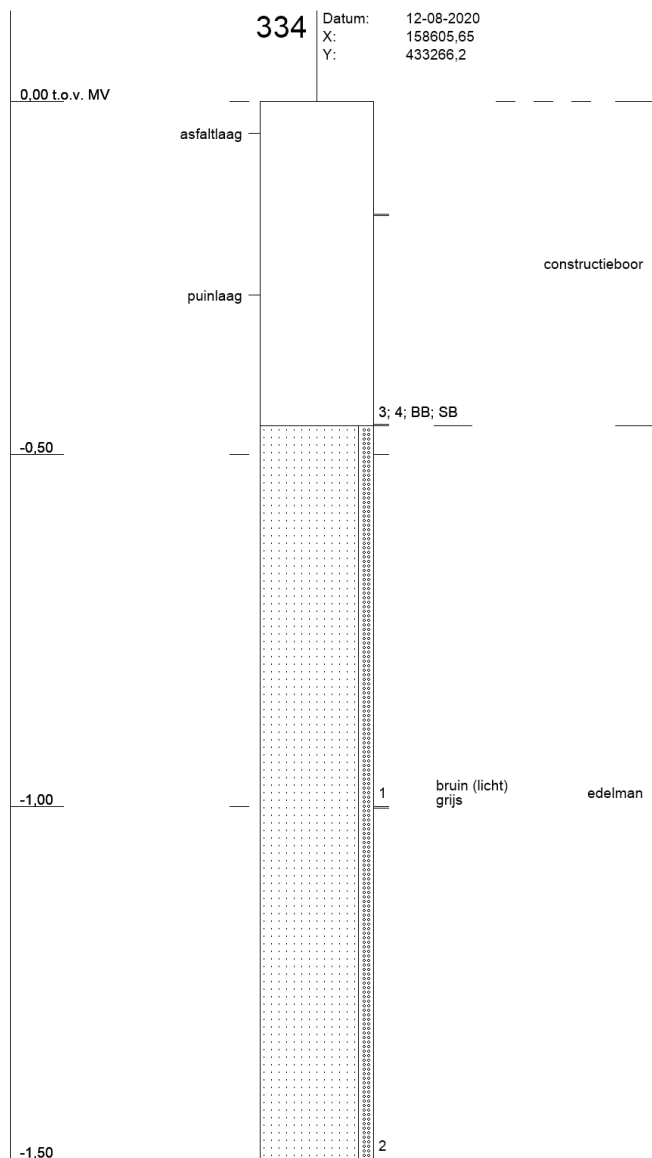 334
Datum: 12-08-2020
X: 158605,65
Y: 433266,2
0,00 t.o.v. MV
asfaltlaag
constructieboor
puinlaag
3; 4; BB; SB
-0,50
1
bruin (licht)
grijs
edelman
-1,00
2
-1,50